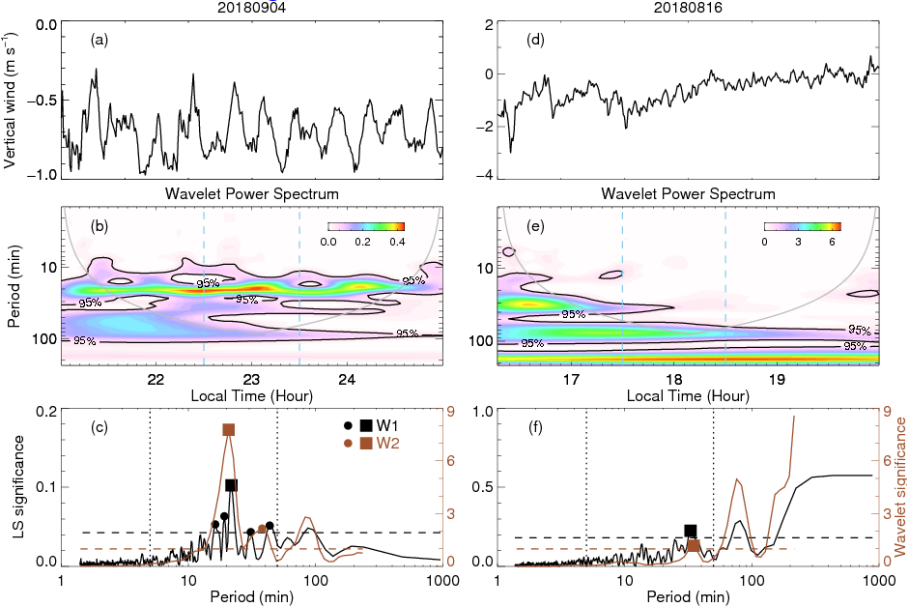 20180904
20180816
0.0
−0.5
−1.0
Vertical wind (m s⁻¹)
(a)
2
0
−2
−4
(d)
Wavelet Power Spectrum
Wavelet Power Spectrum
10
100
Period (min)
(b)
0.0 0.2 0.4
95%
95%
95%
95%
95%
95%
22 23 24
Local Time (Hour)
10
100
(e)
0 3 6
95%
95%
95%
95%
17 18 19
Local Time (Hour)
0.2
0.1
0.0
LS significance
(c)
W1
W2
9
6
3
1
0
1 10 100 1000
Period (min)
1.0
0.5
0.0
(f)
9
6
3
1
0
Wavelet significance
1 10 100 1000
Period (min)